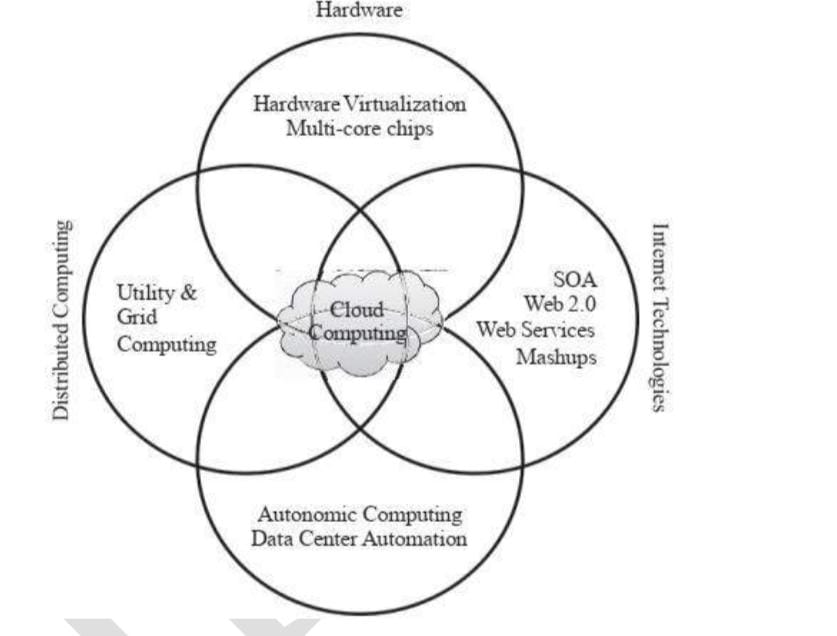 Hardware
Hardware Virtualization
Multi-core chips
Distributed Computing
Utility &
Grid
Computing
Cloud
Computing
SOA
Web 2.0
Web Services
Mashups
Internet Technologies
Autonomic Computing
Data Center Automation